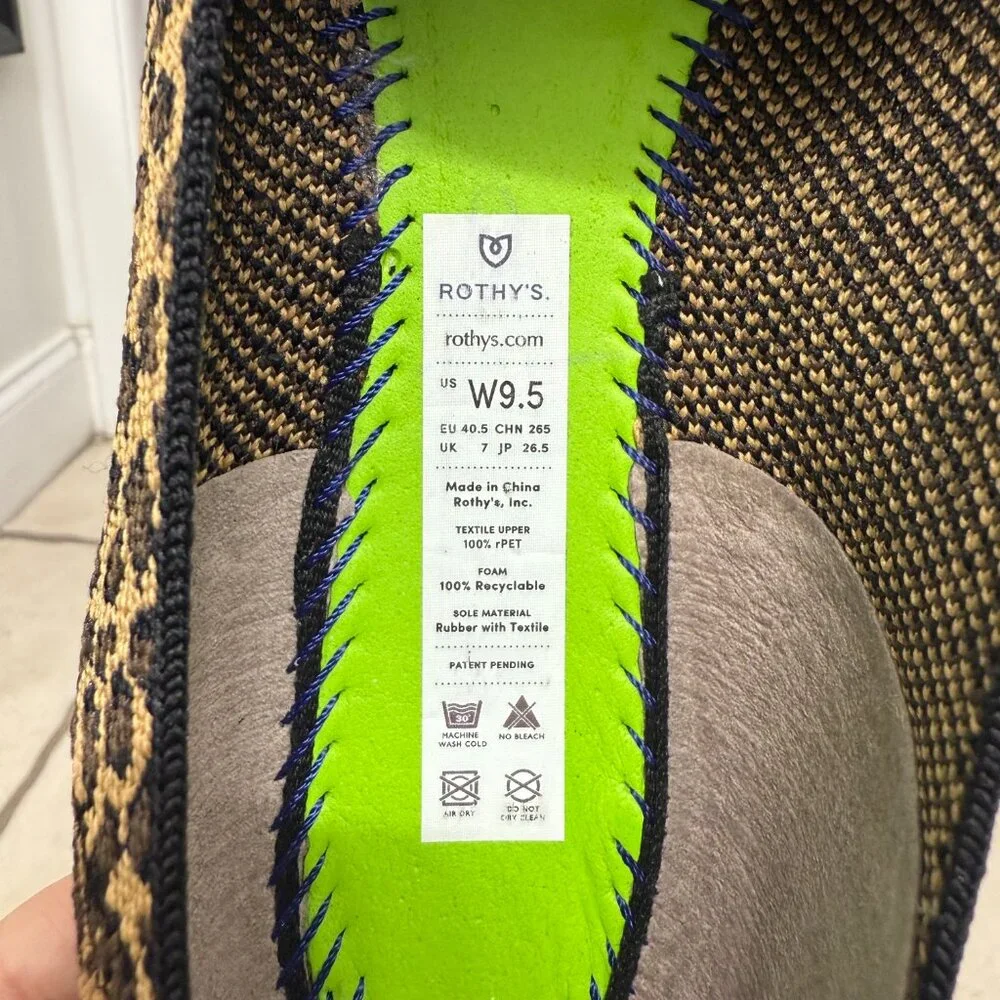 ROTHY'S.
rothys.com
US W9.5
EU 40.5 CHN 265
UK 7 JP 26.5
Made in China
Rothy's, Inc.
TEXTILE UPPER
100% rPET
FOAM
100% Recyclable
SOLE MATERIAL
Rubber with Textile
PATENT PENDING
30°
MACHINE WASH COLD
NO BLEACH
AIR DRY
DO NOT DRY CLEAN